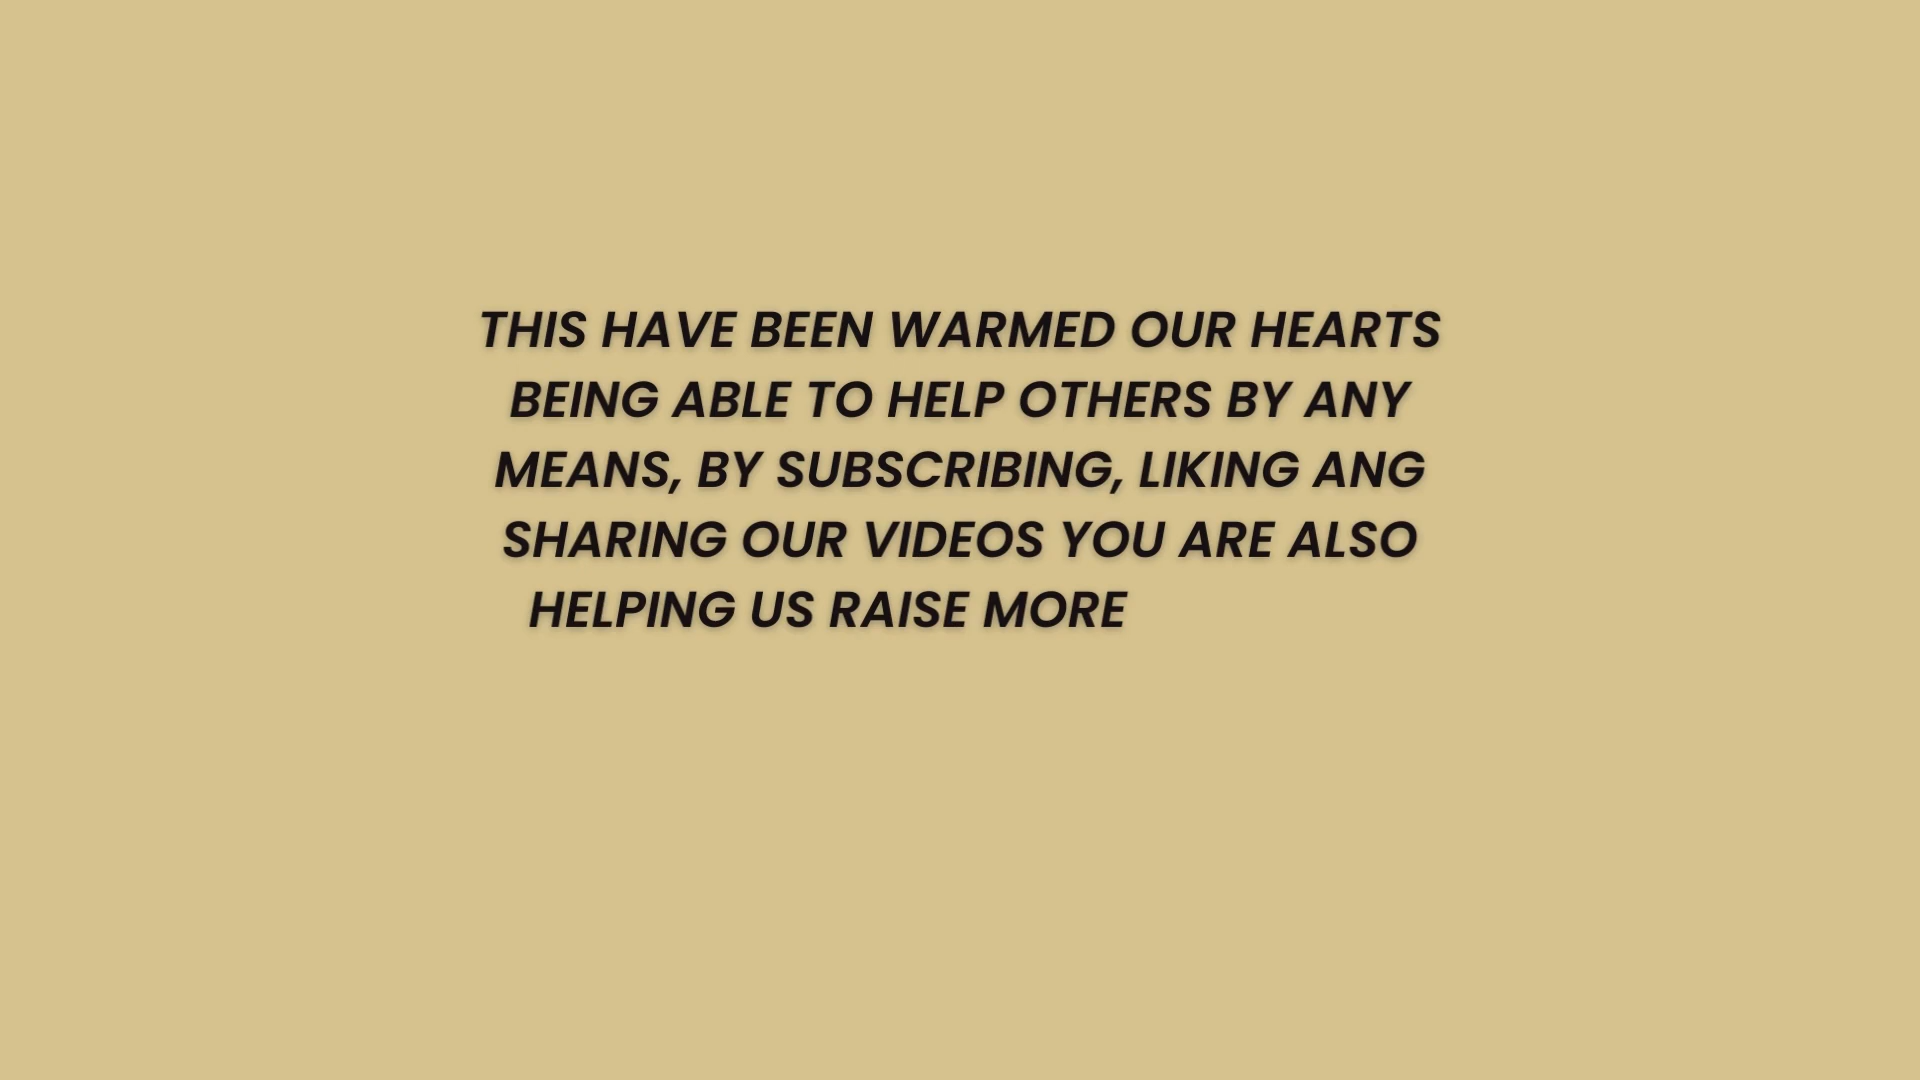 THIS HAVE BEEN WARMED OUR HEARTS
BEING ABLE TO HELP OTHERS BY ANY
MEANS, BY SUBSCRIBING, LIKING ANG
SHARING OUR VIDEOS YOU ARE ALSO
HELPING US RAISE MORE